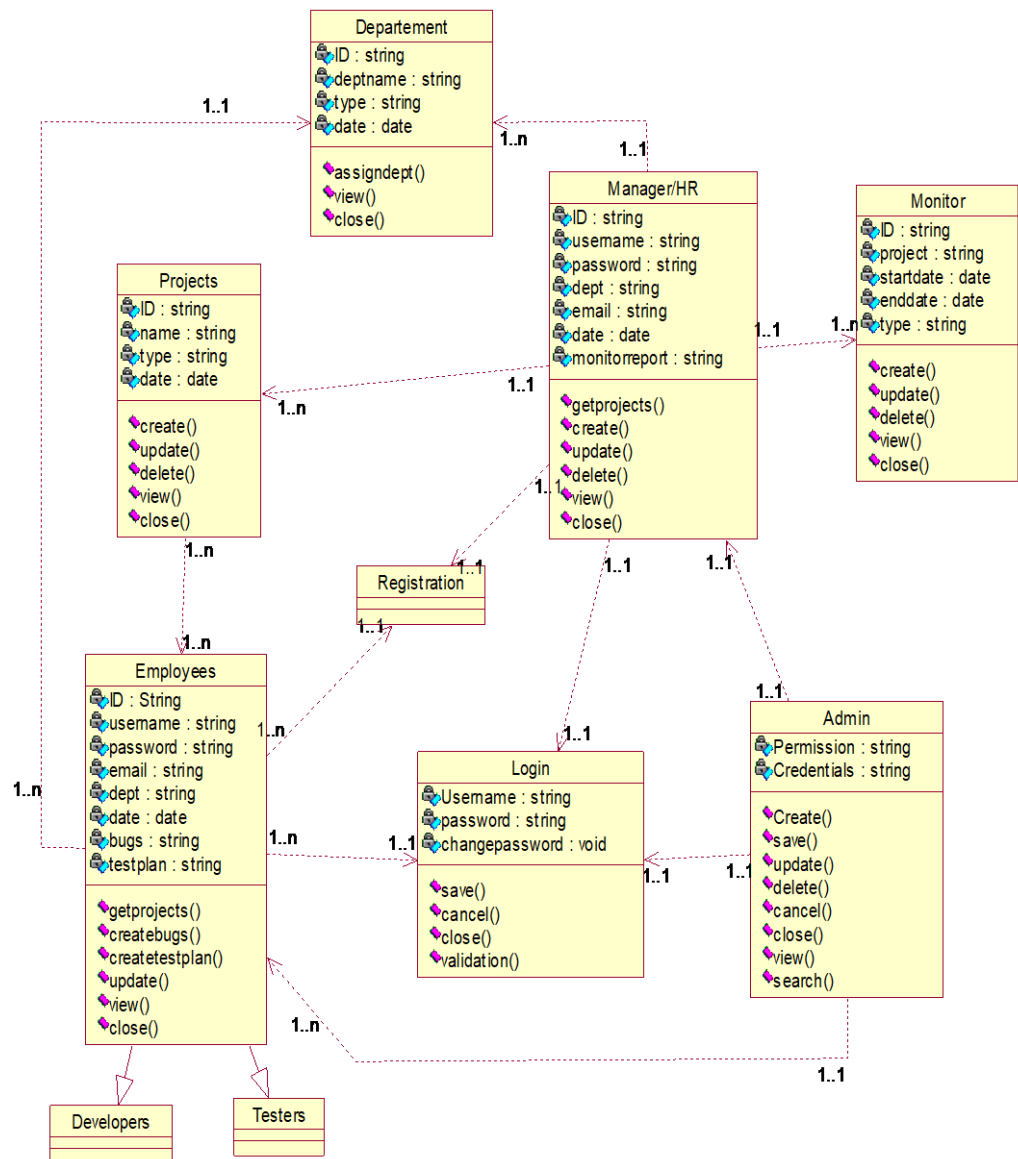 Departement
ID : string
deptname : string
type : string
date : date
assigndept()
view()
close()
1..1
1..n
1..1
Manager/HR
ID : string
username : string
password : string
dept : string
email : string
date : date
monitorreport : string
getprojects()
create()
update()
delete()
view()
close()
Monitor
ID : string
project : string
startdate : date
enddate : date
type : string
create()
update()
delete()
view()
close()
1..1
1..n
Projects
ID : string
name : string
type : string
date : date
create()
update()
delete()
view()
close()
1..1
1..n
1..1
1..1
1..n
1..n
Registration
1..1
1..1
1..1
1..1
1..1
Employees
ID : String
username : string
password : string
email : string
dept : string
date : date
bugs : string
testplan : string
getprojects()
createbugs()
createtestplan()
update()
view()
close()
1..n
1..n
1..n
1..1
Login
Username : string
password : string
changepassword : void
save()
cancel()
close()
validation()
1..1
1..1
Admin
Permission : string
Credentials : string
Create()
save()
update()
delete()
cancel()
close()
view()
search()
1..n
1..1
Developers
Testers